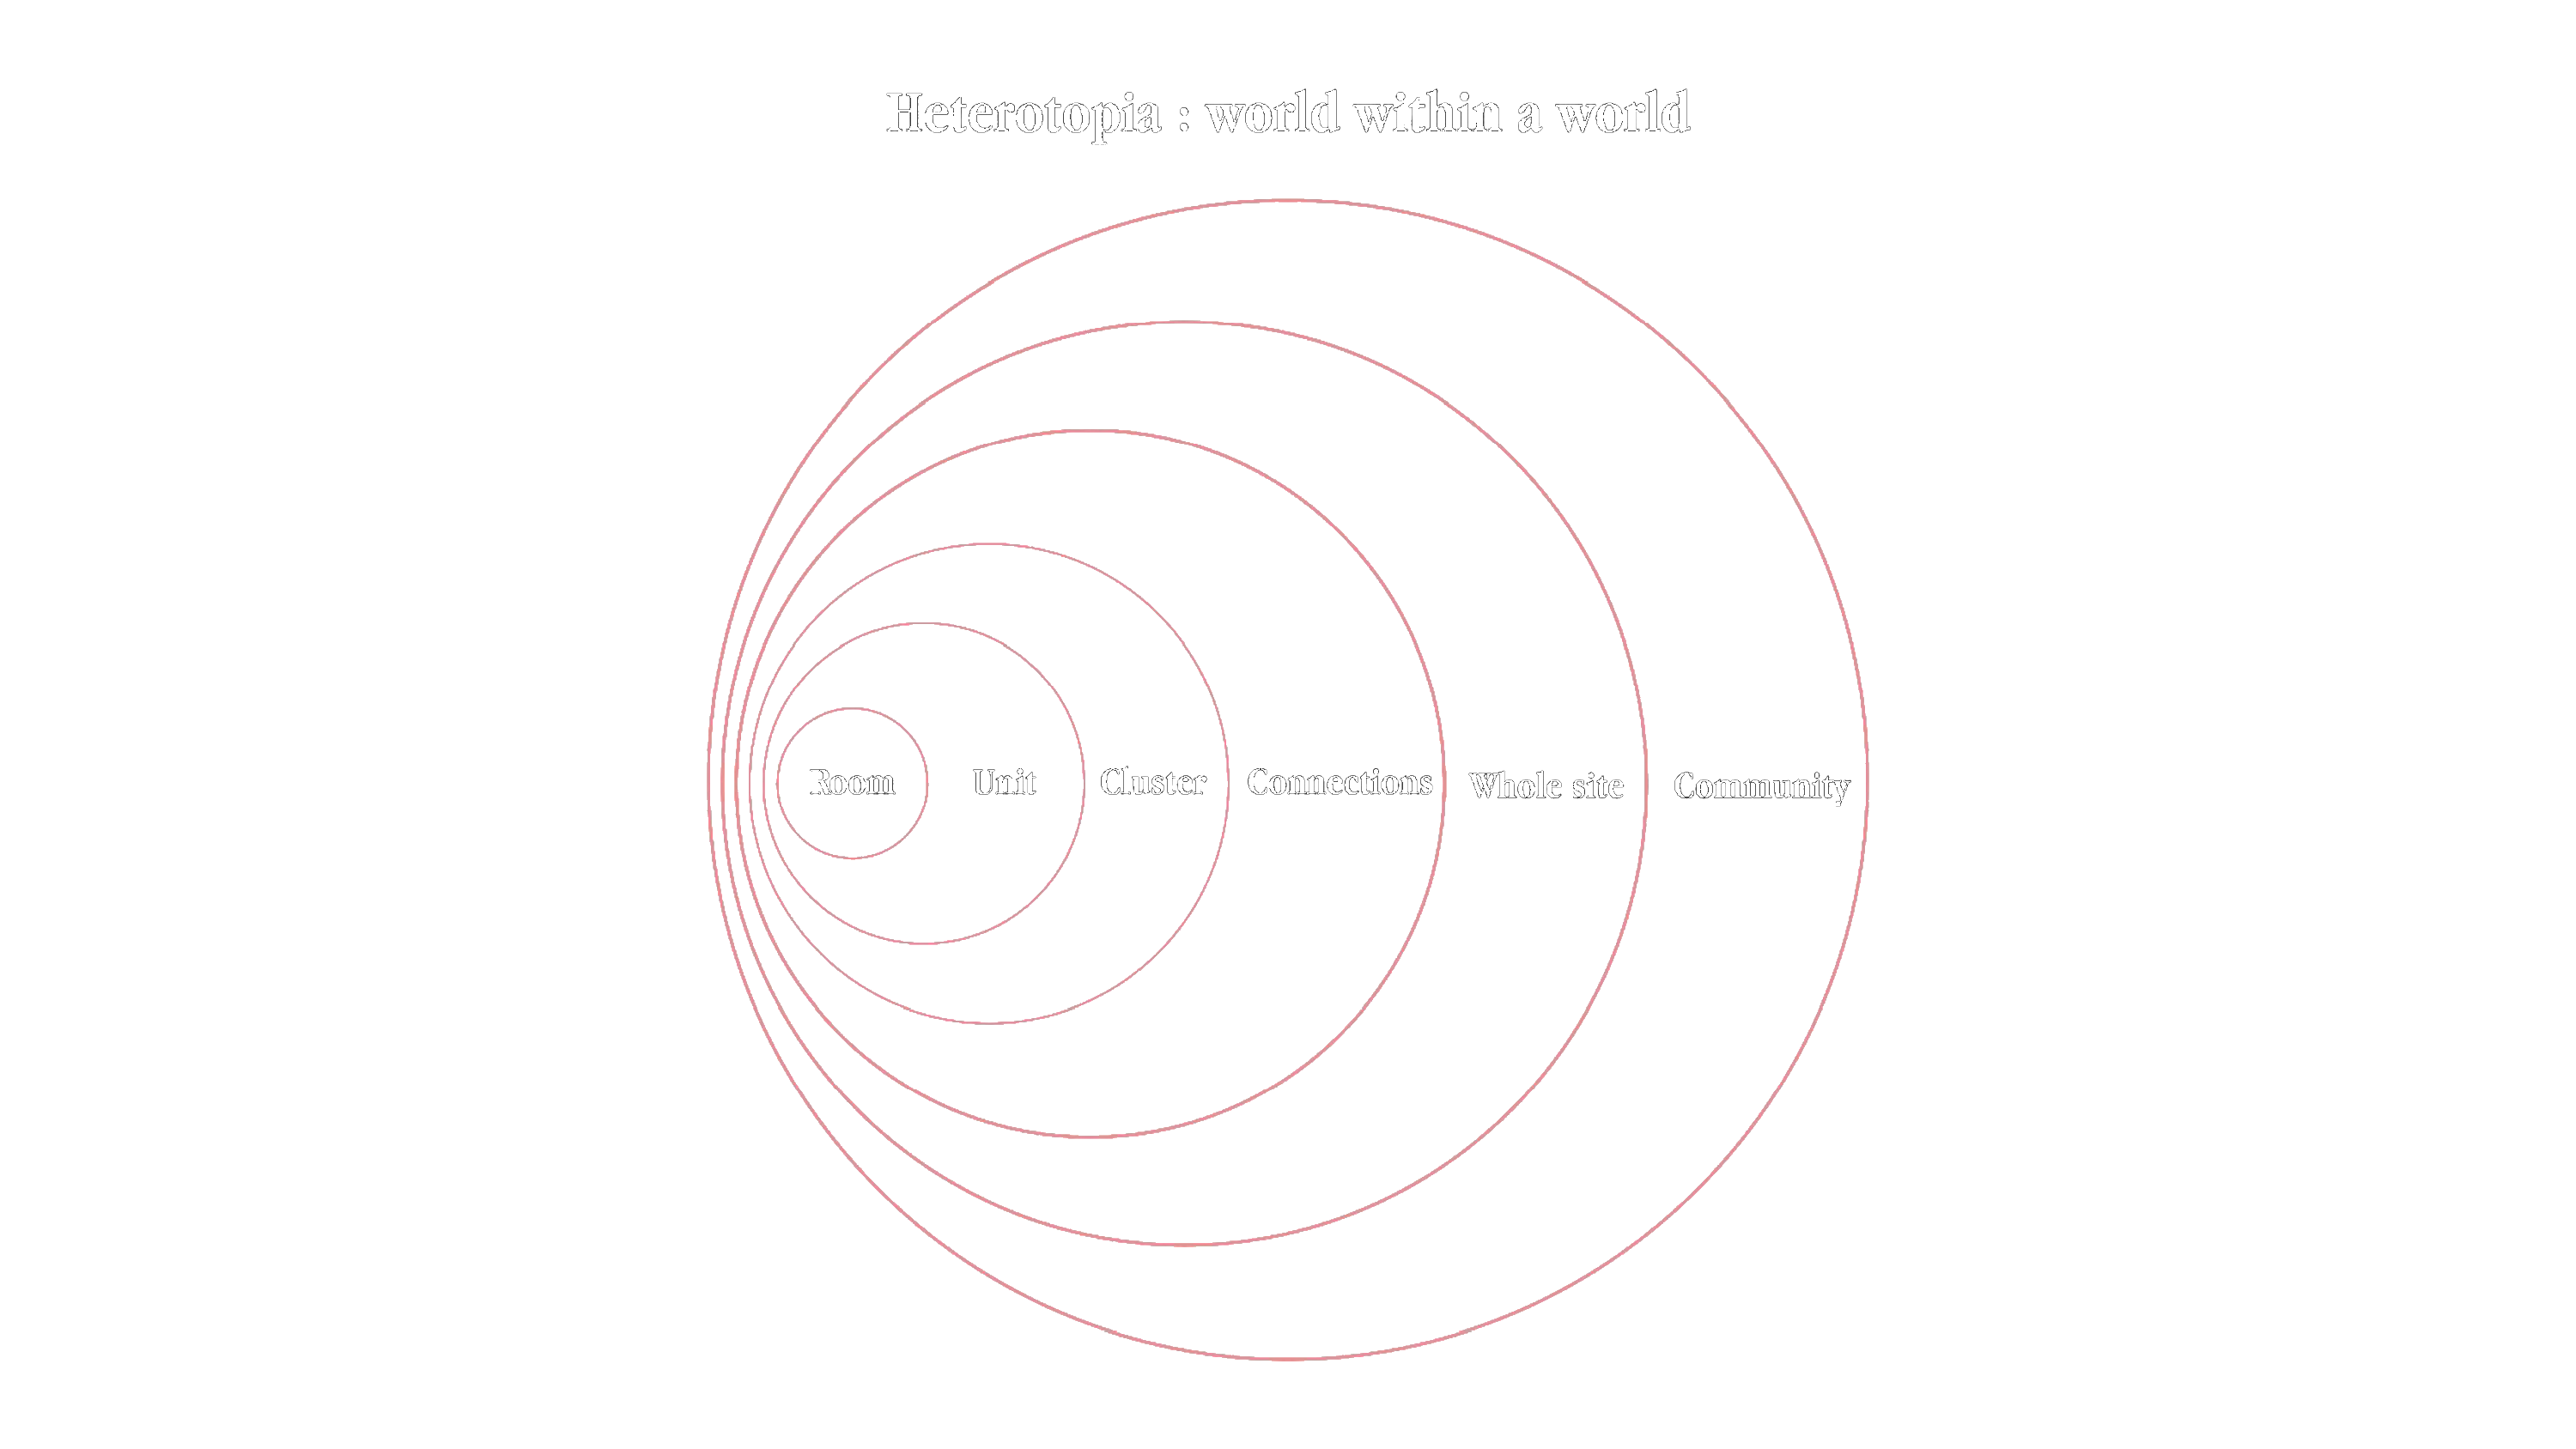 Heterotopia : world within a world
Room
Unit
Cluster
Connections
Whole site
Community